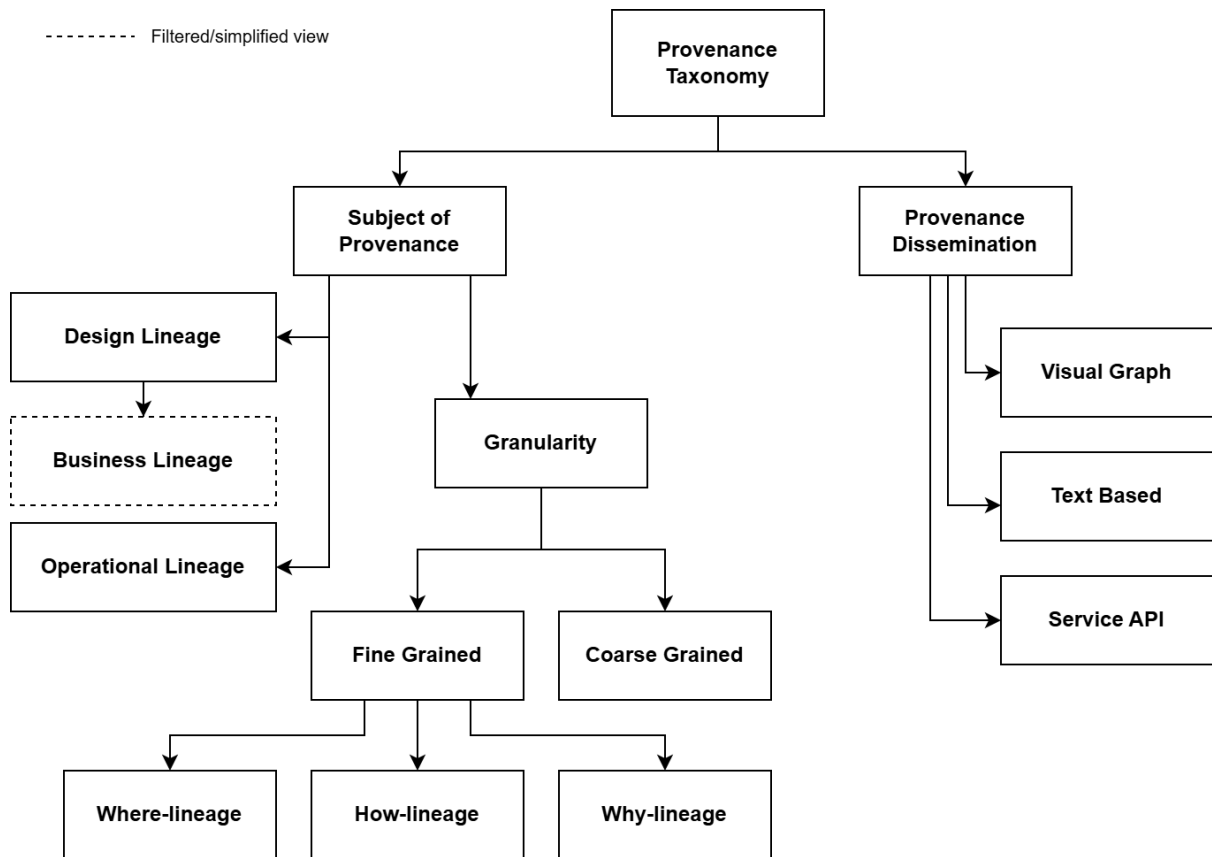 Filtered/simplified view
Provenance
Taxonomy
Subject of
Provenance
Provenance
Dissemination
Design Lineage
Visual Graph
Business Lineage
Granularity
Text Based
Operational Lineage
Service API
Fine Grained
Coarse Grained
Where-lineage
How-lineage
Why-lineage